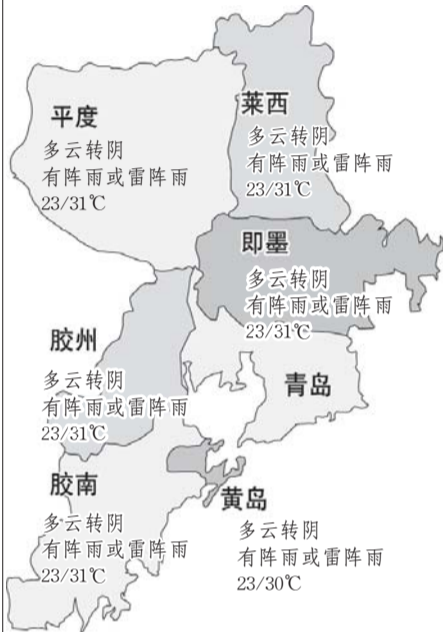 平度
多云转阴
有阵雨或雷阵雨
23/31℃
莱西
多云转阴
有阵雨或雷阵雨
23/31℃
即墨
多云转阴
有阵雨或雷阵雨
23/31℃
胶州
多云转阴
有阵雨或雷阵雨
23/31℃
青岛
胶南
多云转阴
有阵雨或雷阵雨
23/31℃
黄岛
多云转阴
有阵雨或雷阵雨
23/30℃